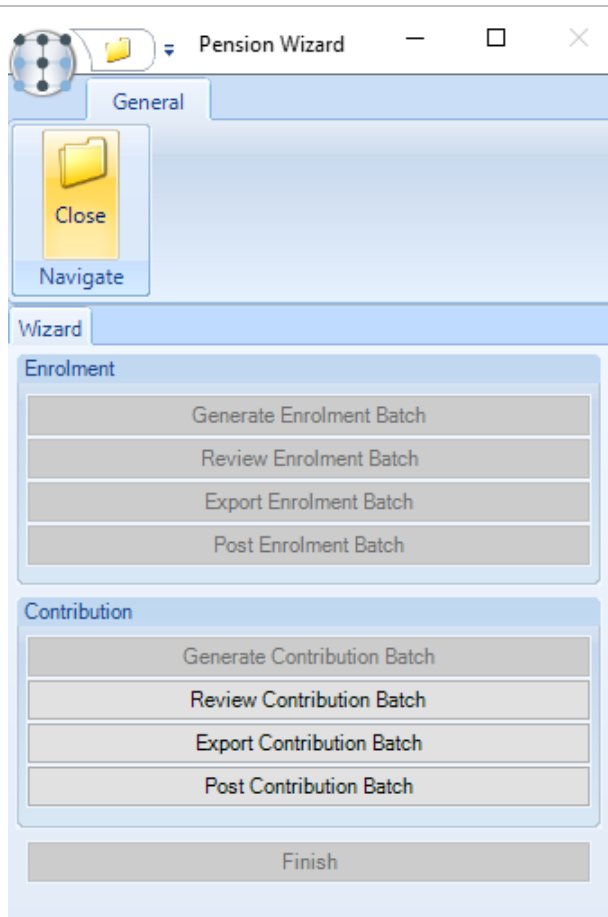 Pension Wizard
General
Close
Navigate
Wizard
Enrolment
Generate Enrolment Batch
Review Enrolment Batch
Export Enrolment Batch
Post Enrolment Batch
Contribution
Generate Contribution Batch
Review Contribution Batch
Export Contribution Batch
Post Contribution Batch
Finish